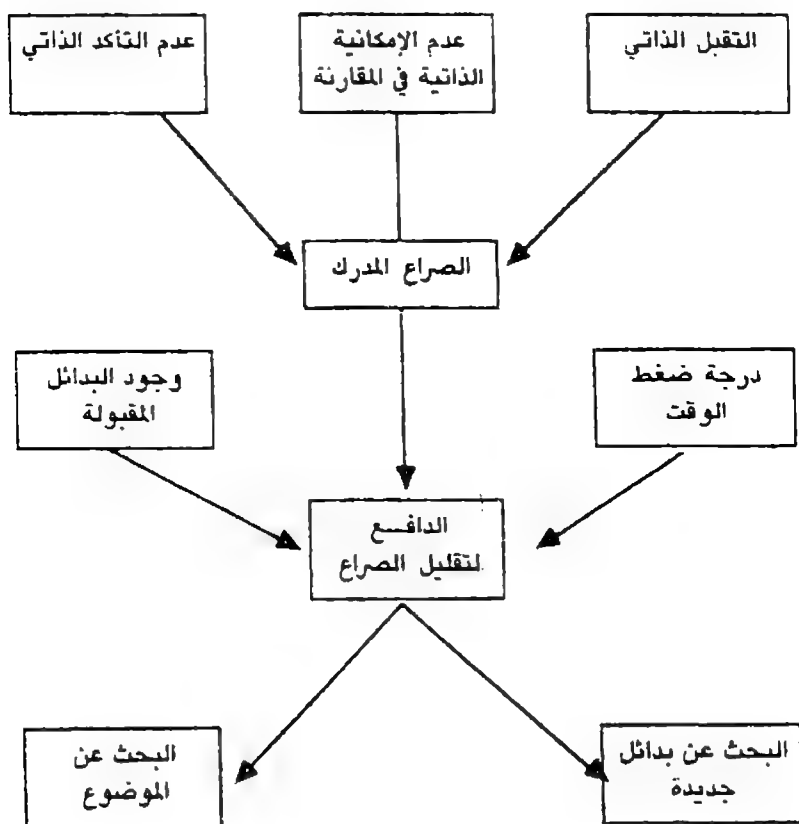 التقبل الذاتي
عدم الإمكانية
الذاتية في المقارنة
عدم التأكد الذاتي
الصراع المدرك
درجة ضغط
الوقت
وجود البدائل
المقبولة
الدافع
لتقليل الصراع
البحث عن بدائل
جديدة
البحث عن
الموضوع